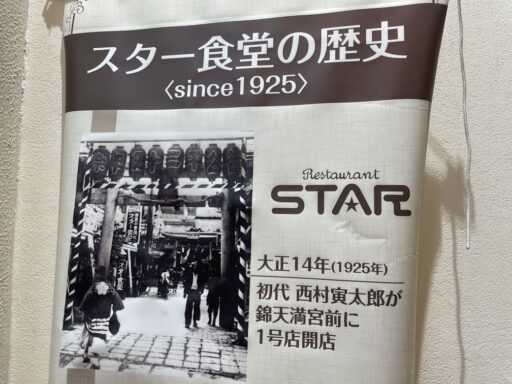 スター食堂の歴史
〈since1925〉
Restaurant
STAR
大正14年(1925年)
初代 西村寅太郎が
錦天満宮前に
1号店開店